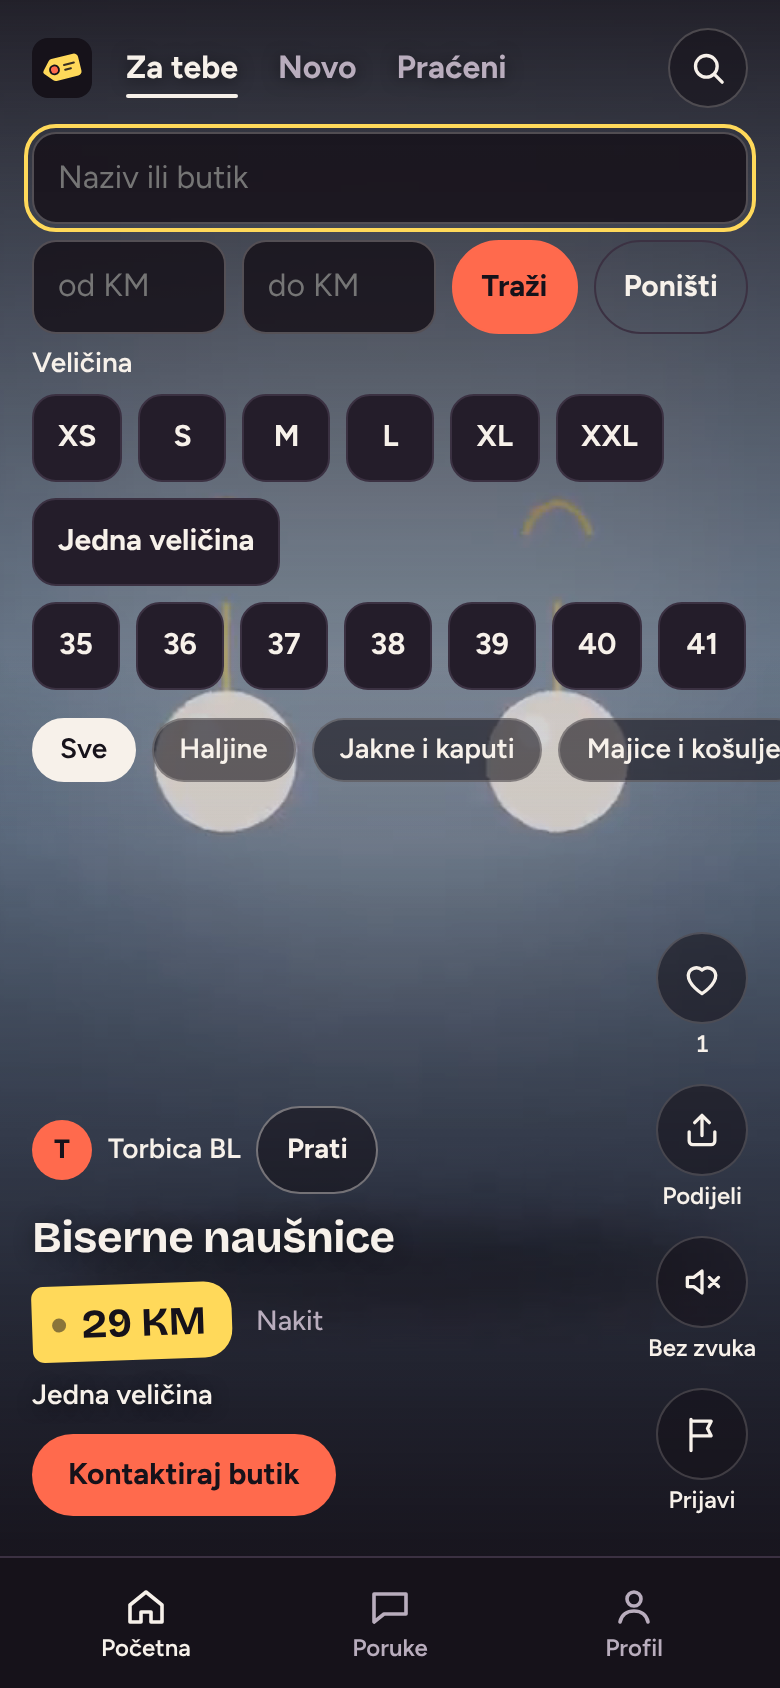 Za tebe Novo Praćeni
Naziv ili butik
od KM do KM Traži Poništi
Veličina
XS S M L XL XXL
Jedna veličina
35 36 37 38 39 40 41
Sve Haljine Jakne i kaputi Majice i košulje
1
Torbica BL Prati
T
Podijeli
Biserne naušnice
29 KM Nakit
Bez zvuka
Jedna veličina
Kontaktiraj butik
Prijavi
Početna Poruke Profil